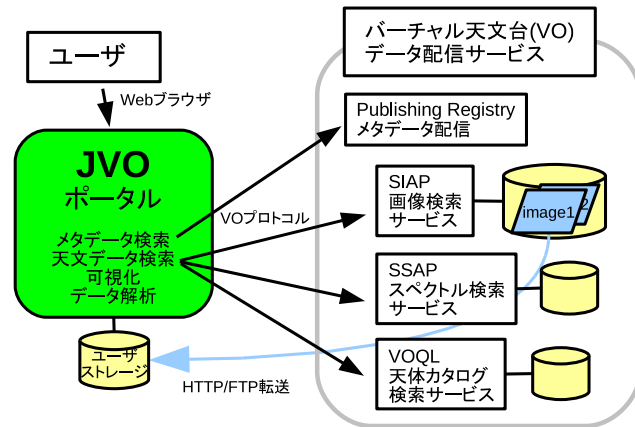 ユーザ
Webブラウザ
JVO
ポータル
メタデータ検索
天文データ検索
可視化
データ解析
ユーザ
ストレージ
HTTP/FTP転送
VOプロトコル
バーチャル天文台(VO)
データ配信サービス
Publishing Registry
メタデータ配信
SIAP
画像検索
サービス
image1
2
SSAP
スペクトル検索
サービス
VOQL
天体カタログ
検索サービス